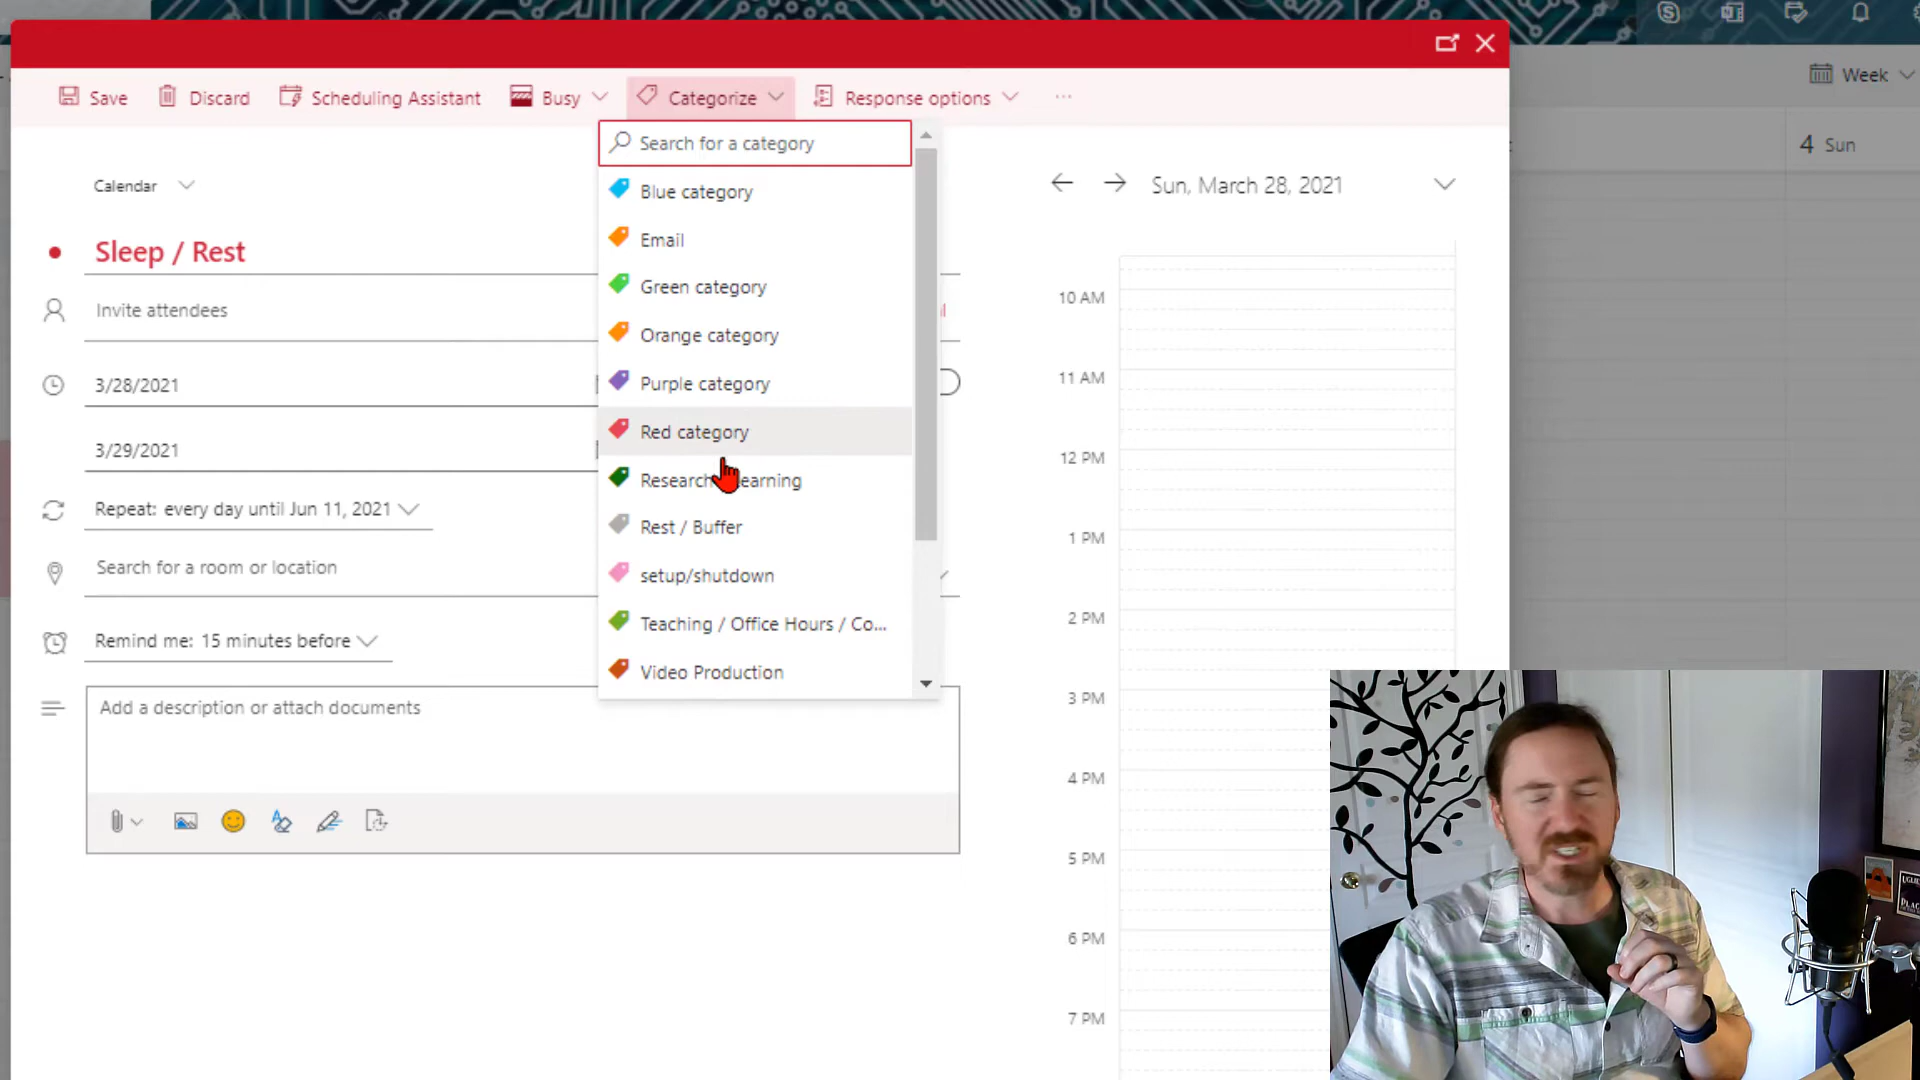 Week
Save
Discard
Scheduling Assistant
Busy
Categorize
Response options
Search for a category
4 Sun
Calendar
Sun, March 28, 2021
Blue category
Sleep / Rest
Email
Green category
Invite attendees
10 AM
Orange category
3/28/2021
Purple category
11 AM
Red category
3/29/2021
12 PM
Research
earning
Repeat: every day until Jun 11, 2021
Rest / Buffer
1 PM
Search for a room or location
setup/shutdown
2 PM
Teaching / Office Hours / Co...
Remind me: 15 minutes before
Video Production
3 PM
Add a description or attach documents
4 PM
5 PM
6 PM
7 PM